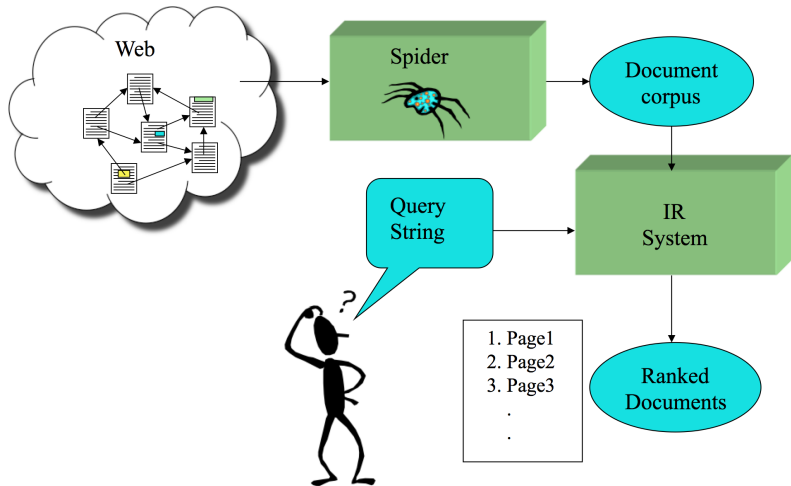 Web
Spider
Document
corpus
Query
String
IR
System
?
1. Page1
2. Page2
3. Page3
.
.
Ranked
Documents